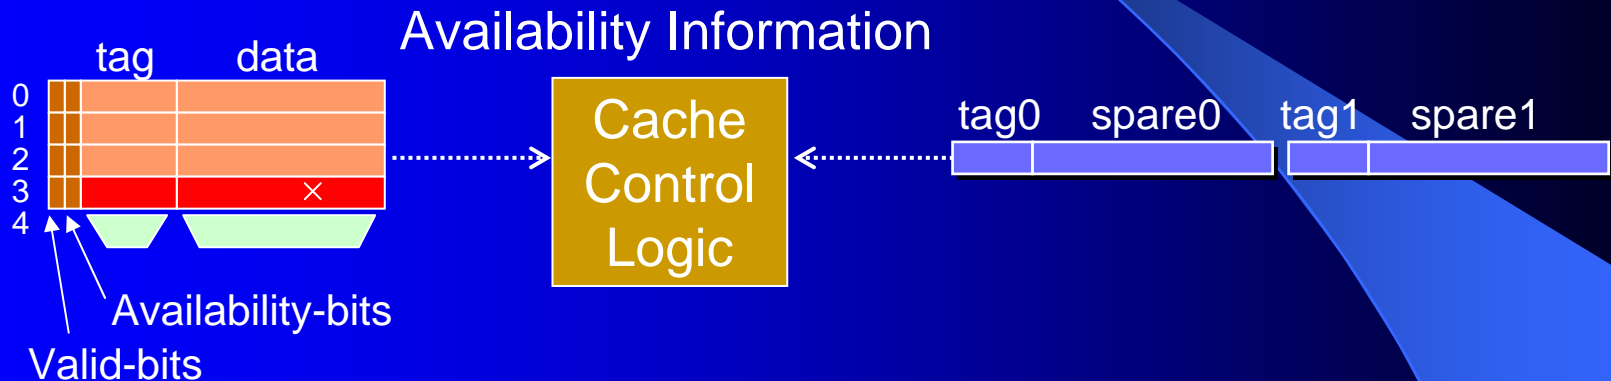 Availability Information
tag data
0
1
2
3
4
Cache
Control
Logic
tag0 spare0 tag1 spare1
Availability-bits
Valid-bits